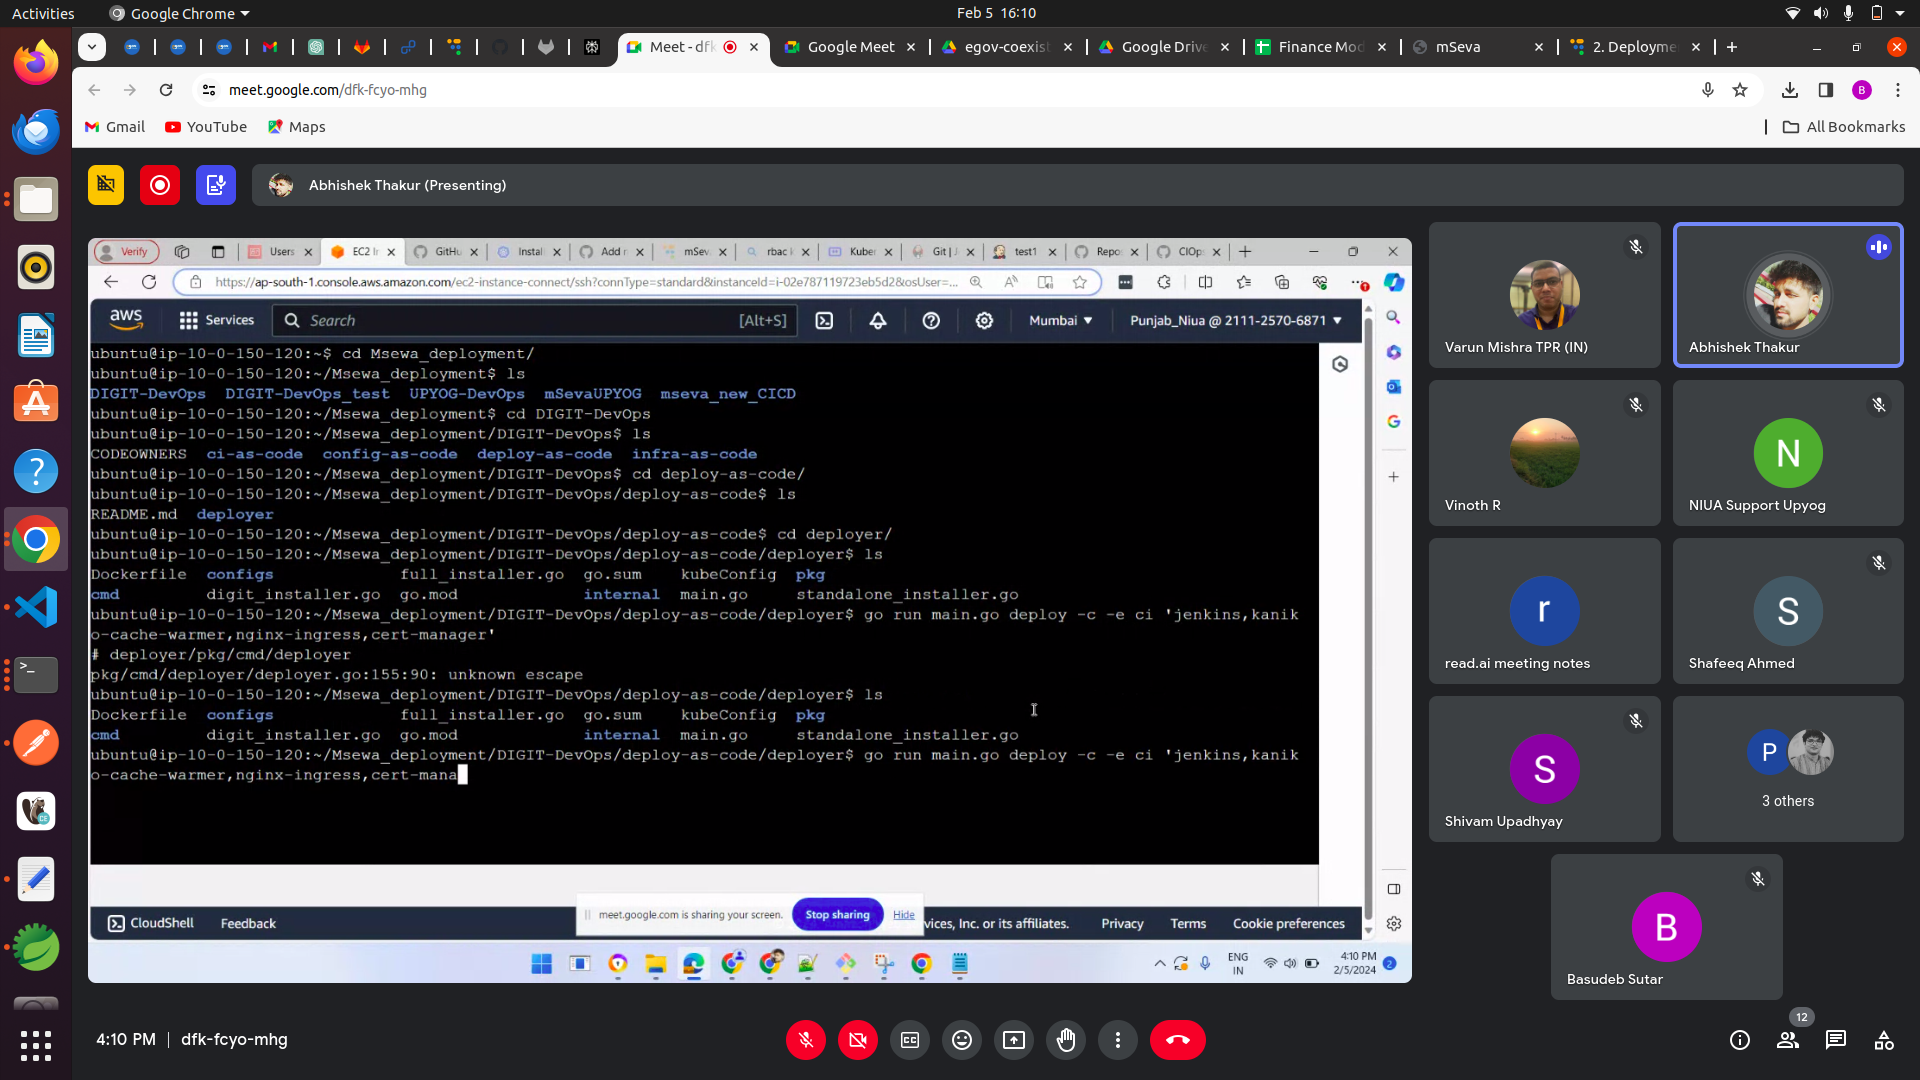 Activities
Google Chrome
Feb 5 16:10
Meet - dfk
Google Meet
egov-coexist
Google Drive
Finance Mod
mSeva
2. Deployme
meet.google.com/dfk-fcyo-mhg
B
Gmail
YouTube
Maps
All Bookmarks
Abhishek Thakur (Presenting)
Verify
Users
EC2 In
GitHu
Instal
Add r
mSev
rbac k
Kuber
Git | J
test1
Repo
CIOp
https://ap-south-1.console.aws.amazon.com/ec2-instance-connect/ssh?connType=standard&instanceId=i-02e787119723eb5d2&osUser=...
aws
Services
Search
[Alt+S]
Mumbai
Punjab_Niua @ 2111-2570-6871
ubuntu@ip-10-0-150-120:~$ cd Msewa_deployment/
ubuntu@ip-10-0-150-120:~/Msewa_deployment$ ls
DIGIT-DevOps DIGIT-DevOps_test UPYOG-DevOps mSevaUPYOG mseva_new_CICD
ubuntu@ip-10-0-150-120:~/Msewa_deployment$ cd DIGIT-DevOps
ubuntu@ip-10-0-150-120:~/Msewa_deployment/DIGIT-DevOps$ ls
CODEOWNERS ci-as-code config-as-code deploy-as-code infra-as-code
ubuntu@ip-10-0-150-120:~/Msewa_deployment/DIGIT-DevOps$ cd deploy-as-code/
ubuntu@ip-10-0-150-120:~/Msewa_deployment/DIGIT-DevOps/deploy-as-code$ ls
README.md deployer
ubuntu@ip-10-0-150-120:~/Msewa_deployment/DIGIT-DevOps/deploy-as-code$ cd deployer/
ubuntu@ip-10-0-150-120:~/Msewa_deployment/DIGIT-DevOps/deploy-as-code/deployer$ ls
Dockerfile configs full_installer.go go.sum kubeConfig pkg
cmd digit_installer.go go.mod internal main.go standalone_installer.go
ubuntu@ip-10-0-150-120:~/Msewa_deployment/DIGIT-DevOps/deploy-as-code/deployer$ go run main.go deploy -c -e ci 'jenkins,kanik
o-cache-warmer,nginx-ingress,cert-manager'
# deployer/pkg/cmd/deployer
pkg/cmd/deployer/deployer.go:155:90: unknown escape
ubuntu@ip-10-0-150-120:~/Msewa_deployment/DIGIT-DevOps/deploy-as-code/deployer$ ls
Dockerfile configs full_installer.go go.sum kubeConfig pkg
cmd digit_installer.go go.mod internal main.go standalone_installer.go
ubuntu@ip-10-0-150-120:~/Msewa_deployment/DIGIT-DevOps/deploy-as-code/deployer$ go run main.go deploy -c -e ci 'jenkins,kanik
o-cache-warmer,nginx-ingress,cert-mana
CloudShell
Feedback
meet.google.com is sharing your screen.
Stop sharing
Hide
vices, Inc. or its affiliates.
Privacy
Terms
Cookie preferences
ENG
IN
4:10 PM
2/5/2024
2
Varun Mishra TPR (IN)
Abhishek Thakur
Vinoth R
N
NIUA Support Upyog
r
read.ai meeting notes
S
Shafeeq Ahmed
S
Shivam Upadhyay
P
3 others
B
Basudeb Sutar
4:10 PM
dfk-fcyo-mhg
12